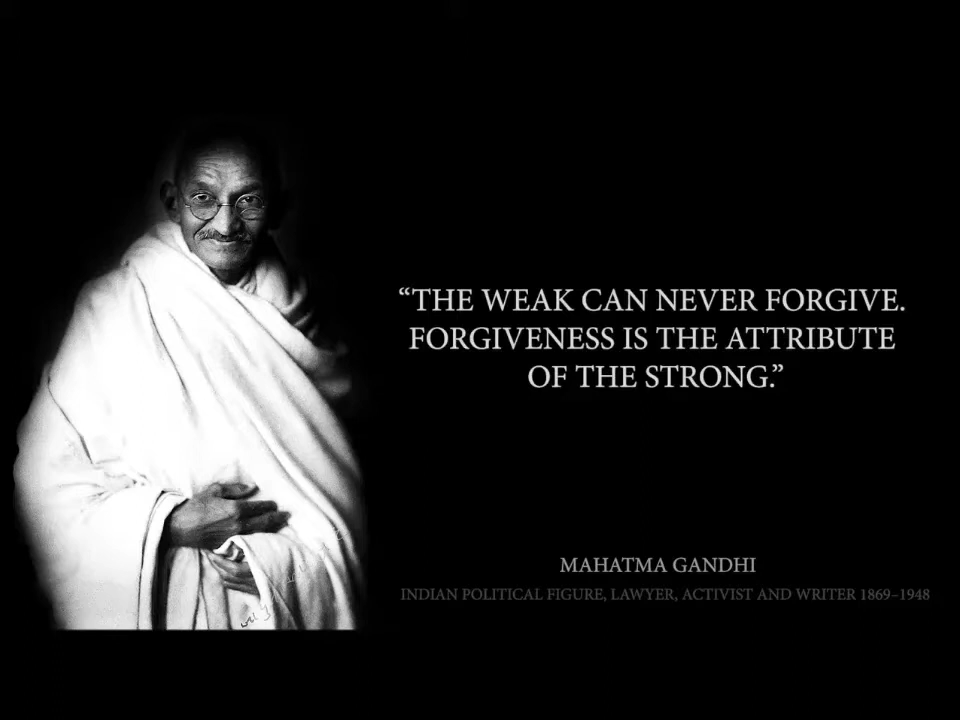 “THE WEAK CAN NEVER FORGIVE.
FORGIVENESS IS THE ATTRIBUTE
OF THE STRONG.”
MAHATMA GANDHI
INDIAN POLITICAL FIGURE, LAWYER, ACTIVIST AND WRITER 1869–1948